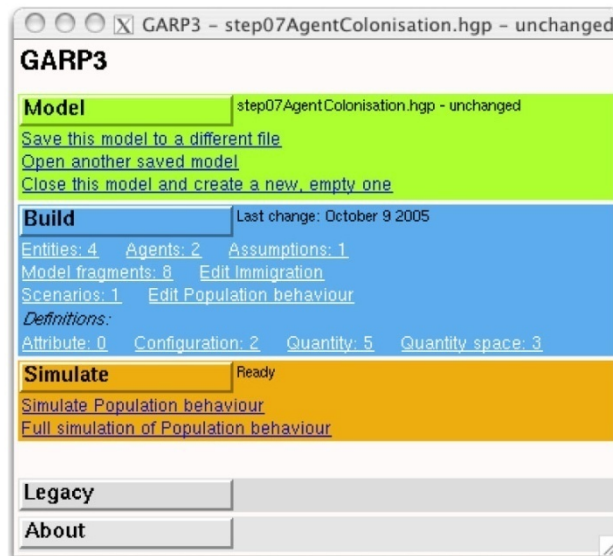 X GARP3 - step07AgentColonisation.hgp - unchanged
GARP3
Model step07AgentColonisation.hgp - unchanged
Save this model to a different file
Open another saved model
Close this model and create a new, empty one
Build Last change: October 9 2005
Entities: 4 Agents: 2 Assumptions: 1
Model fragments: 8 Edit Immigration
Scenarios: 1 Edit Population behaviour
Definitions:
Attribute: 0 Configuration: 2 Quantity: 5 Quantity space: 3
Simulate Ready
Simulate Population behaviour
Full simulation of Population behaviour
Legacy
About